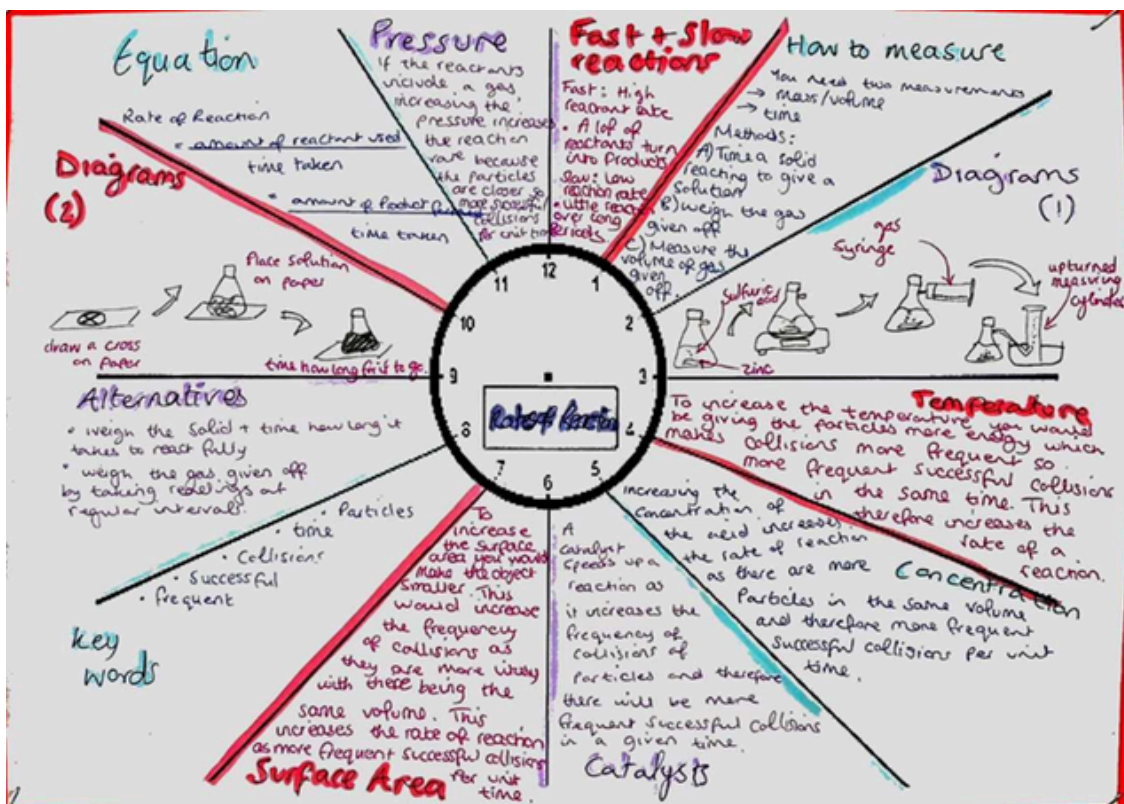 Equation
Rate of Reaction
= amount of reactant used
time taken
= amount of
time taken
Pressure
if the reactants
include a gas
increasing the
pressure increases
the reaction
rate because
the particles
are closer so
more successful
collisions
Per unit time
Fast + Slow
reactions
Fast: High
reactant rate
• A lot of
reactants turn
into Products
Slow: Low
reaction rate
• little
over long
How to measure
You need two measurements
→ mass/volume
→ time
Methods:
A) Time a solid
reacting to give a
solution
B) weigh the gas
given off
C) Measure the
volume of gas
given
off.
Diagrams
(1)
Sulfuric
acid
zinc
gas
Syringe
upturned
measuring
cylinder
Temperature
To increase the temperature you would
be giving the particles more energy which
makes collisions more frequent so
more frequent successful collisions
in the same time. This
therefore increases the
rate of a
reaction.
Concentration
increasing the
concentration of
the acid increases
the rate of reaction
as there are more
Particles in the same volume
and therefore more frequent
successful collisions per unit
time.
Catalysts
A
catalyst
speeds up a
reaction as
it increases the
frequency of
collisions of
particles and therefore
there will be more
frequent successful collisions
in a given time.
Surface Area
To
increase
the surface
area you would
make the object
smaller. This
would increase
the frequency
of collisions as
they are more
with there being the
same volume. This
increases the rate of reaction
as more frequent successful collisions
Per unit
time.
Key
words
• Particles
• time
• Collisions
• Successful
• frequent
Alternatives
• weigh the solid + time how long it
takes to react fully
• weigh the gas given off
by taking readings at
regular intervals.
Diagrams
(2)
draw a cross
on paper
Place solution
on paper
time how long for it to go.
12
1
2
3
4
5
6
7
8
9
10
11
Rate of Reaction